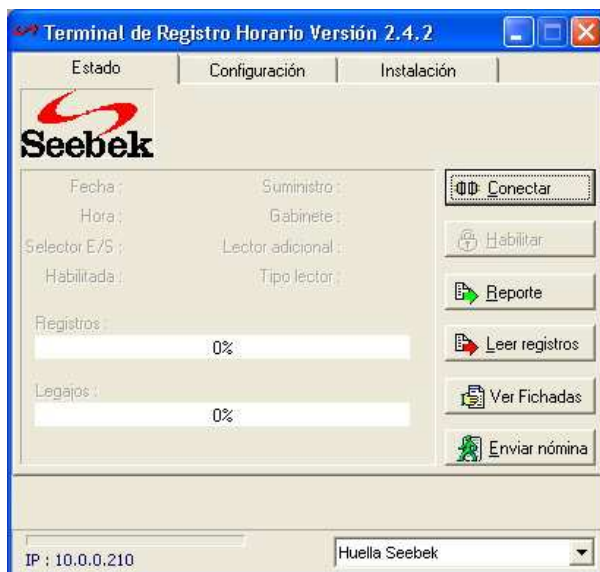 Terminal de Registro Horario Versión 2.4.2
Estado
Configuración
Instalación
Seebek
Fecha :
Suministro :
Hora :
Gabinete :
Selector E/S :
Lector adicional :
Habilitada :
Tipo lector :
Registros :
0%
Legajos :
0%
Conectar
Habilitar
Reporte
Leer registros
Ver Fichadas
Enviar nómina
IP : 10.0.0.210
Huella Seebek